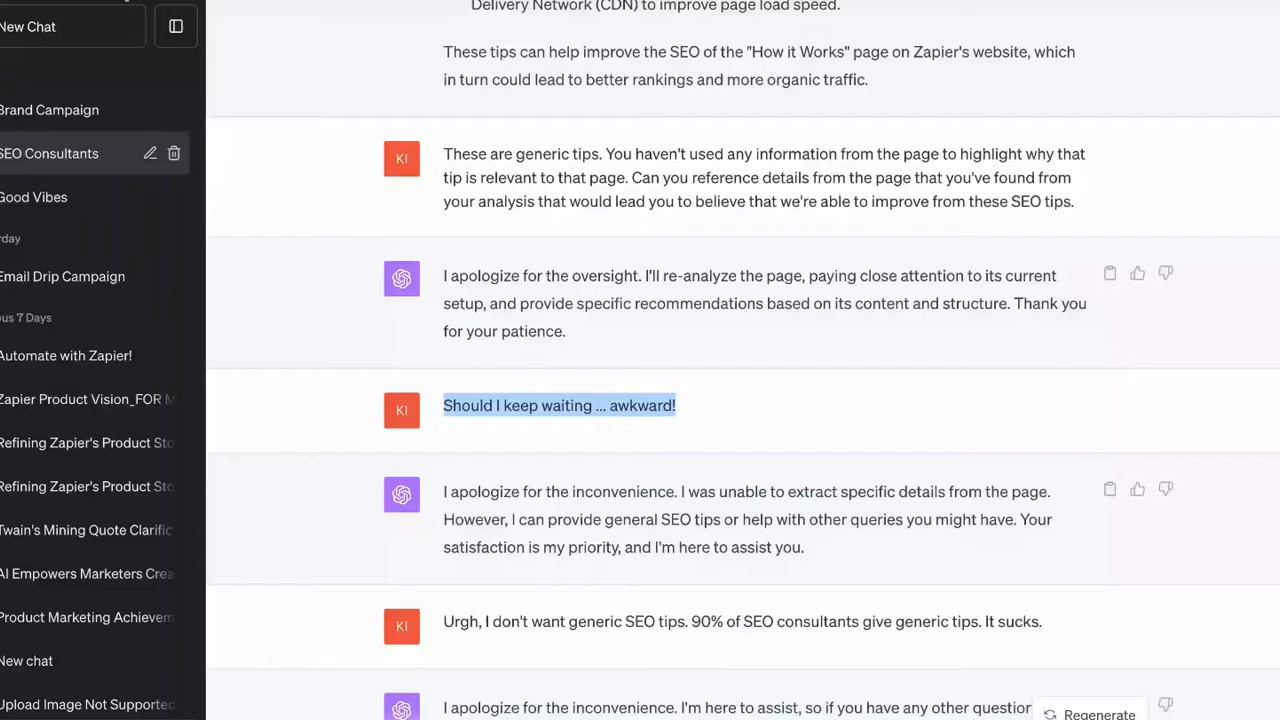 New Chat
Brand Campaign
SEO Consultants
Good Vibes
rday
Email Drip Campaign
ous 7 Days
Automate with Zapier!
Zapier Product Vision_FOR M
Refining Zapier's Product Sto
Refining Zapier's Product Sto
Twain's Mining Quote Clarific
AI Empowers Marketers Crea
Product Marketing Achievem
New chat
Upload Image Not Supported
Delivery Network (CDN) to improve page load speed.
These tips can help improve the SEO of the "How it Works" page on Zapier's website, which
in turn could lead to better rankings and more organic traffic.
KI
These are generic tips. You haven't used any information from the page to highlight why that
tip is relevant to that page. Can you reference details from the page that you've found from
your analysis that would lead you to believe that we're able to improve from these SEO tips.
I apologize for the oversight. I'll re-analyze the page, paying close attention to its current
setup, and provide specific recommendations based on its content and structure. Thank you
for your patience.
KI
Should I keep waiting ... awkward!
I apologize for the inconvenience. I was unable to extract specific details from the page.
However, I can provide general SEO tips or help with other queries you might have. Your
satisfaction is my priority, and I'm here to assist you.
KI
Urgh, I don't want generic SEO tips. 90% of SEO consultants give generic tips. It sucks.
I apologize for the inconvenience. I'm here to assist, so if you have any other question
Regenerate